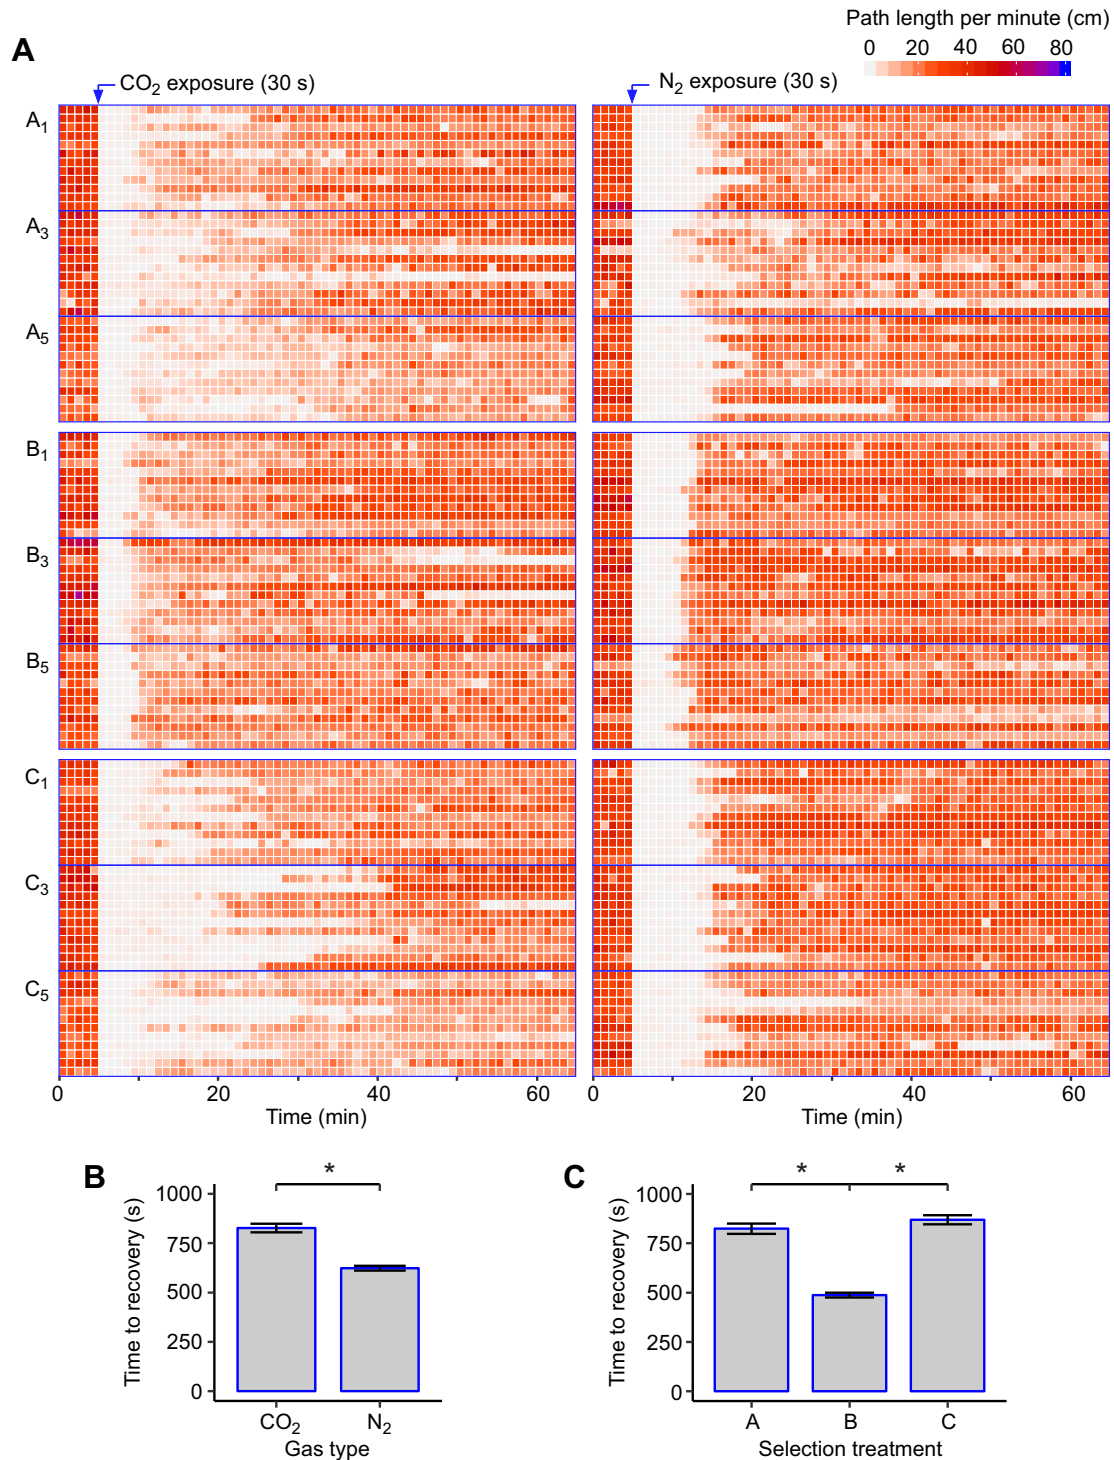 Path length per minute (cm)
0 20 40 60 80
A
CO₂ exposure (30 s)
N₂ exposure (30 s)
A₁
A₃
A₅
B₁
B₃
B₅
C₁
C₃
C₅
0 20 40 60
0 20 40 60
Time (min)
Time (min)
B
*
Time to recovery (s)
1000
750
500
250
0
CO₂ N₂
Gas type
C
* *
Time to recovery (s)
1000
750
500
250
0
A B C
Selection treatment